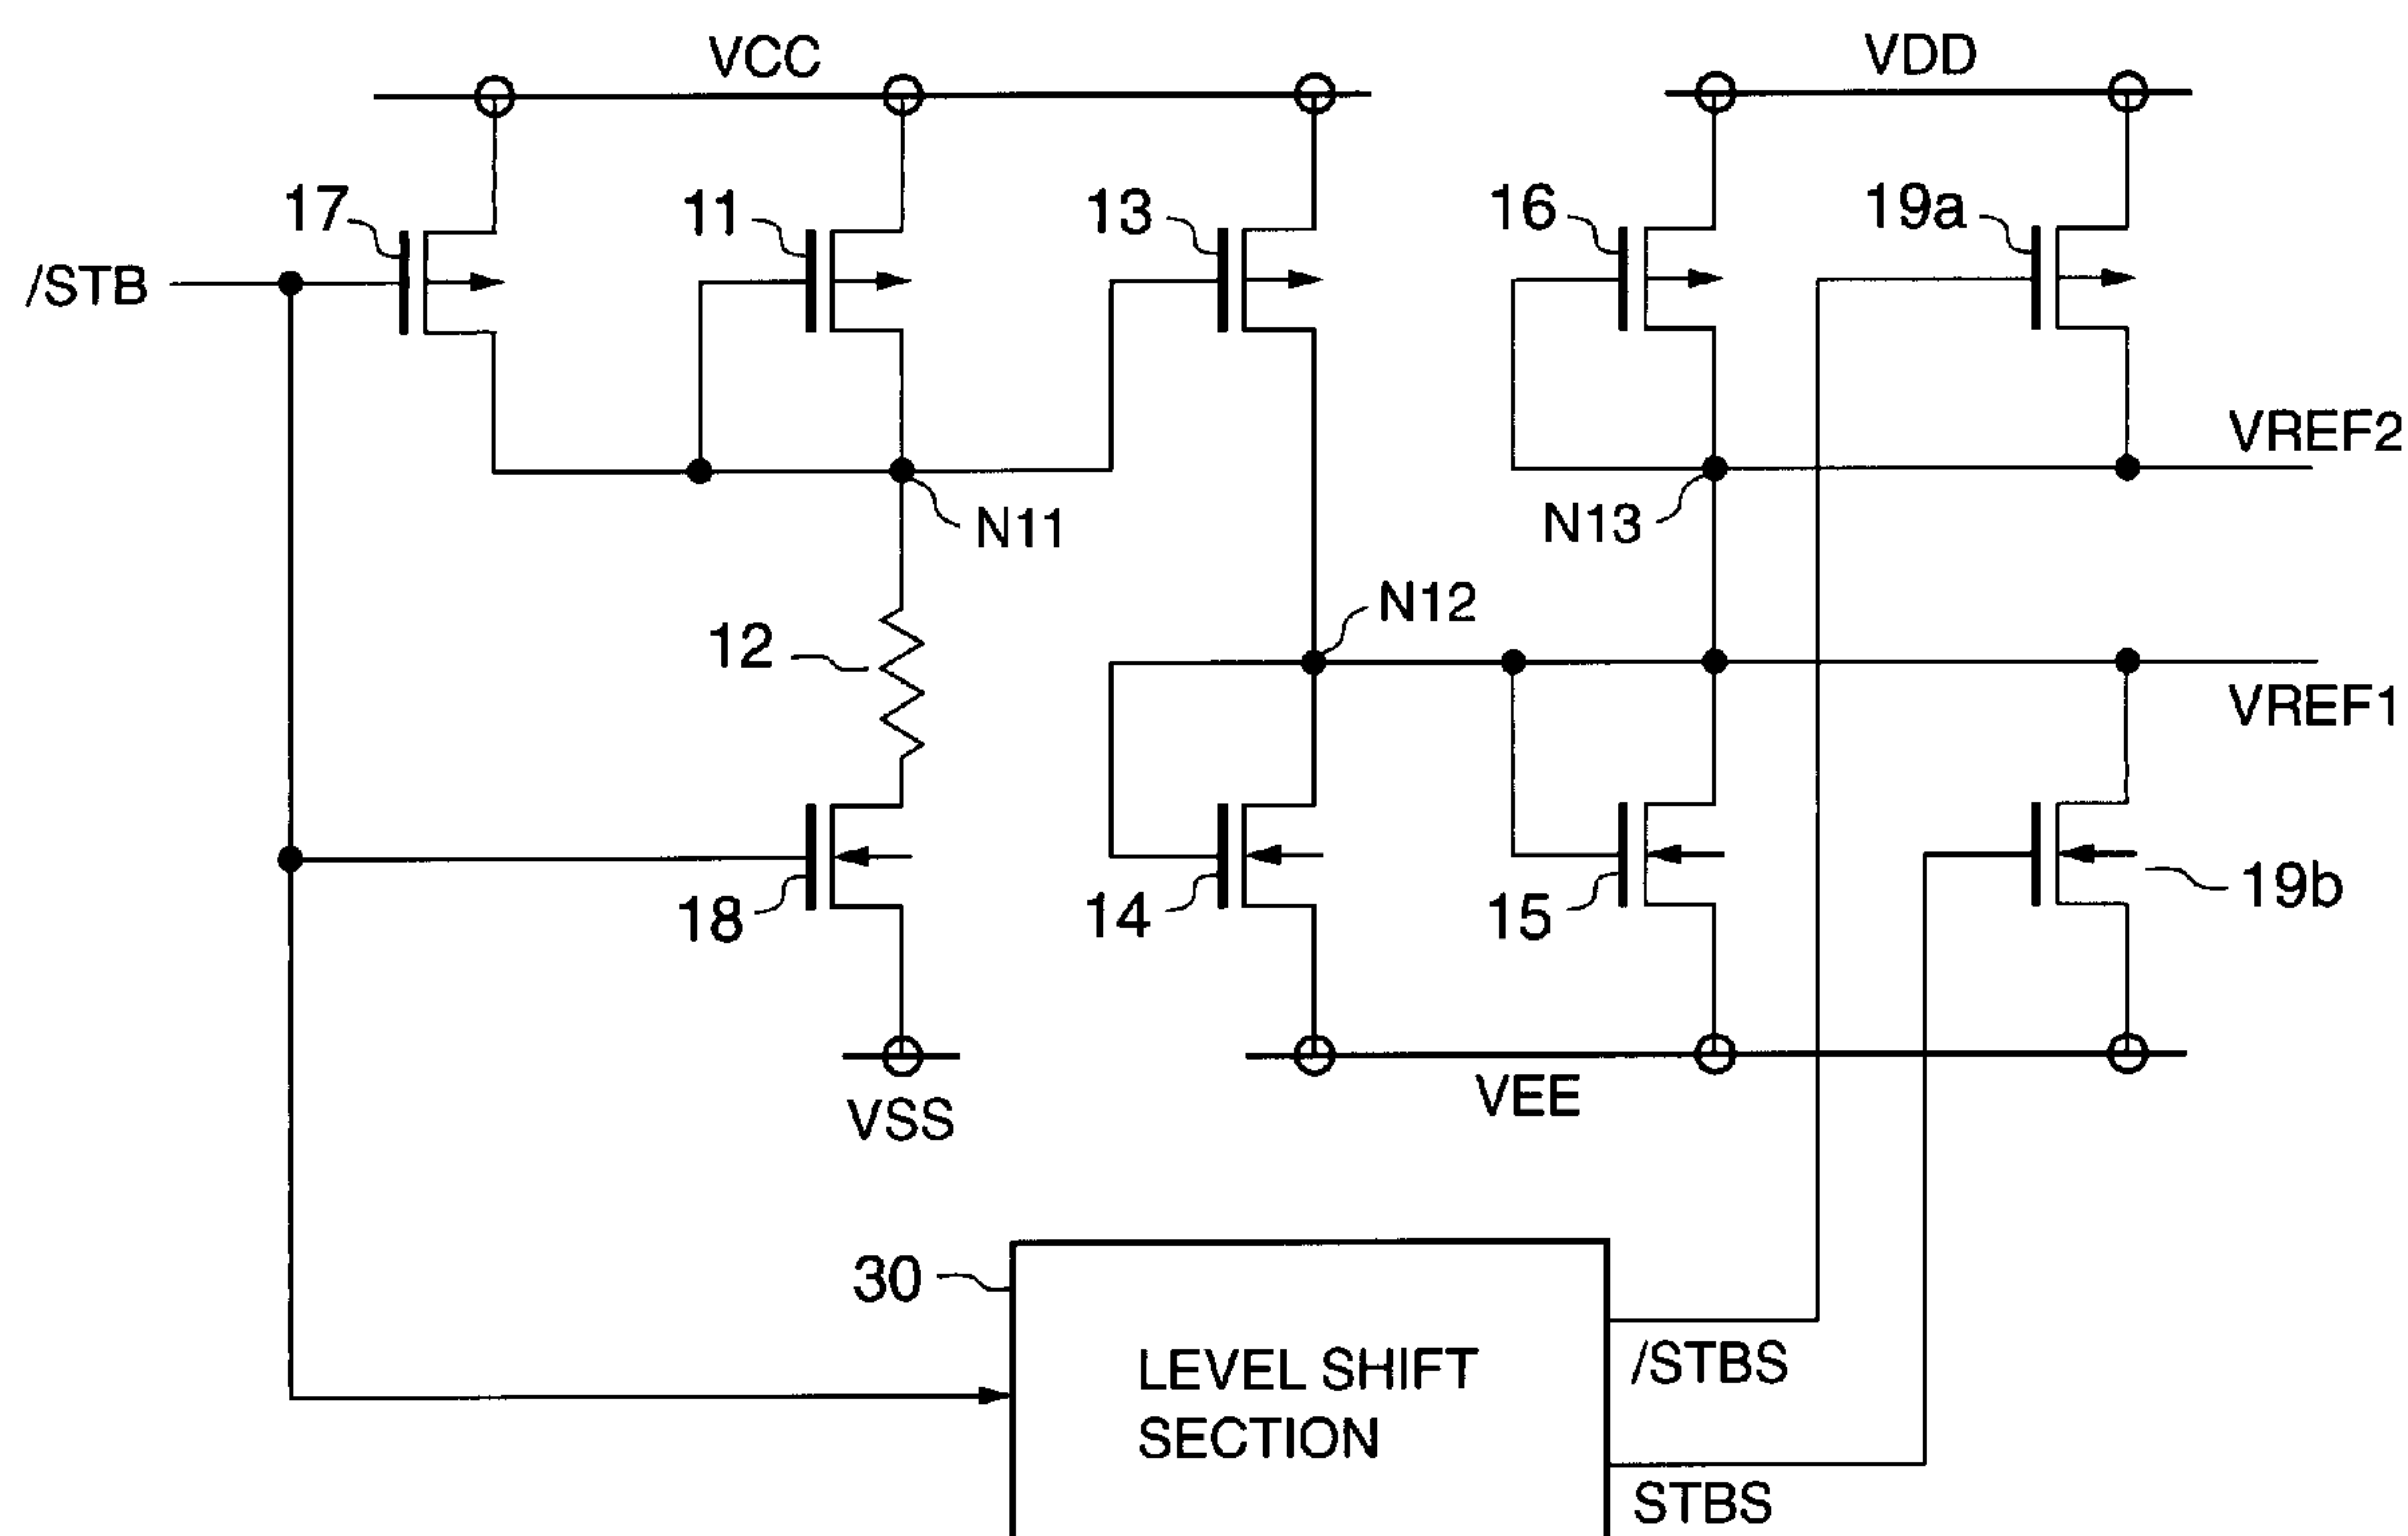 VCC
VDD
17
11
13
16
19a
/STB
VREF2
N11
N13
N12
12
VREF1
18
14
15
19b
VSS
VEE
30
LEVEL SHIFT
SECTION
/STBS
STBS